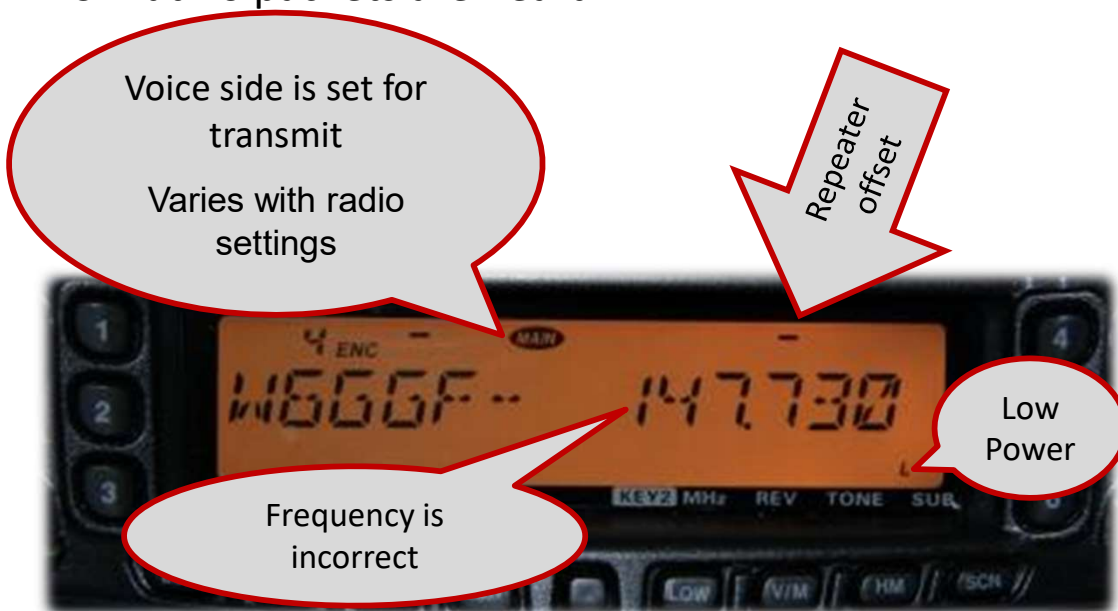 Voice side is set for
transmit
Varies with radio
settings
Repeater
offset
1
4
4 ENC - MAIN -
2
W6GGF-- 147.730
Low
Power
3
L
KEY2 MHz REV TONE SUB
Frequency is
incorrect
LOW V/M HM SCN